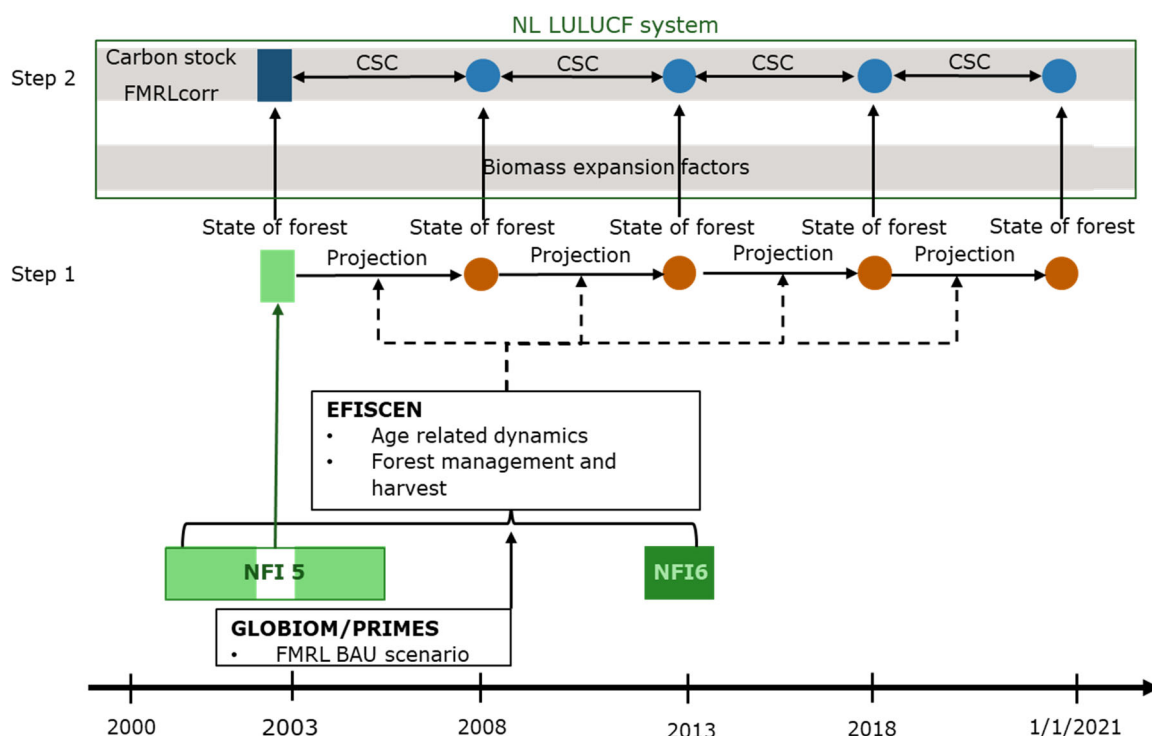 NL LULUCF system
Step 2
Carbon stock
FMRLcorr
CSC
CSC
CSC
CSC
Biomass expansion factors
State of forest
State of forest
State of forest
State of forest
State of forest
Step 1
Projection
Projection
Projection
Projection
EFISCEN
• Age related dynamics
• Forest management and
harvest
NFI 5
NFI6
GLOBIOM/PRIMES
• FMRL BAU scenario
2000
2003
2008
2013
2018
1/1/2021